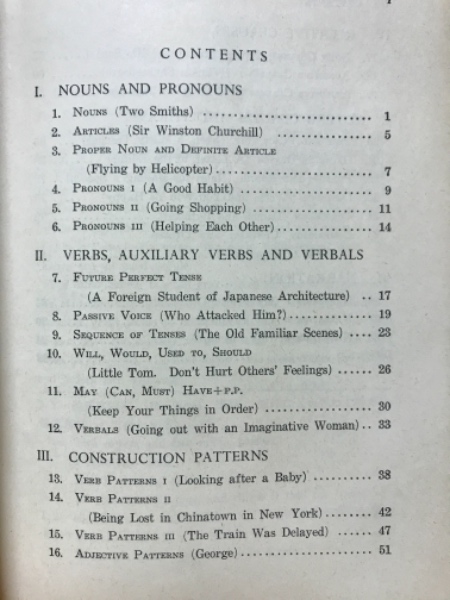 CONTENTS
I. NOUNS AND PRONOUNS
1. NOUNS (Two Smiths) ........................... 1
2. ARTICLES (Sir Winston Churchill) ............... 5
3. PROPER NOUN AND DEFINITE ARTICLE
(Flying by Helicopter)......................... 7
4. PRONOUNS I (A Good Habit) ..................... 9
5. PRONOUNS II (Going Shopping) ................... 11
6. PRONOUNS III (Helping Each Other)............... 14
II. VERBS, AUXILIARY VERBS AND VERBALS
7. FUTURE PERFECT TENSE
(A Foreign Student of Japanese Architecture) .. 17
8. PASSIVE VOICE (Who Attacked Him?)............. 19
9. SEQUENCE OF TENSES (The Old Familiar Scenes) .... 23
10. WILL, WOULD, USED TO, SHOULD
(Little Tom. Don't Hurt Others' Feelings) ...... 26
11. MAY (CAN, MUST) HAVE+P.P.
(Keep Your Things in Order) ................. 30
12. VERBALS (Going out with an Imaginative Woman).. 33
III. CONSTRUCTION PATTERNS
13. VERB PATTERNS I (Looking after a Baby) .......... 38
14. VERB PATTERNS II
(Being Lost in Chinatown in New York)........ 42
15. VERB PATTERNS III (The Train Was Delayed) ...... 47
16. ADJECTIVE PATTERNS (George)..................... 51